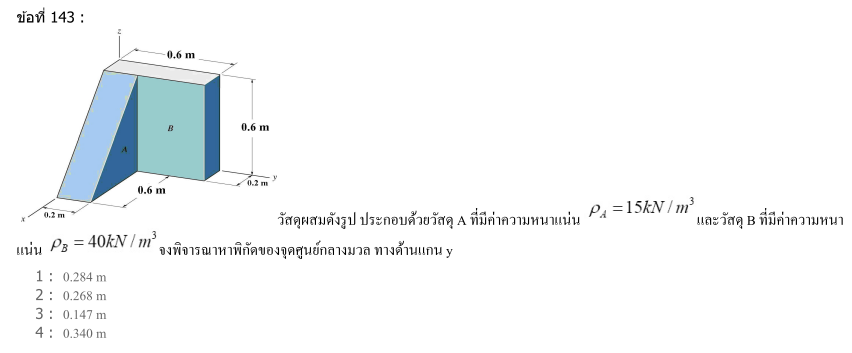 ข้อที่ 143 :
z
0.6 m
B
0.6 m
A
y
0.6 m
0.2 m
0.2 m
x
วัสดุผสมดังรูป ประกอบด้วยวัสดุ A ที่มีค่าความหนาแน่น ρ_A = 15kN / m³ และวัสดุ B ที่มีค่าความหนา
แน่น ρ_B = 40kN / m³ จงพิจารณาหาพิกัดของจุดศูนย์กลางมวล ทางด้านแกน y
1 : 0.284 m
2 : 0.268 m
3 : 0.147 m
4 : 0.340 m